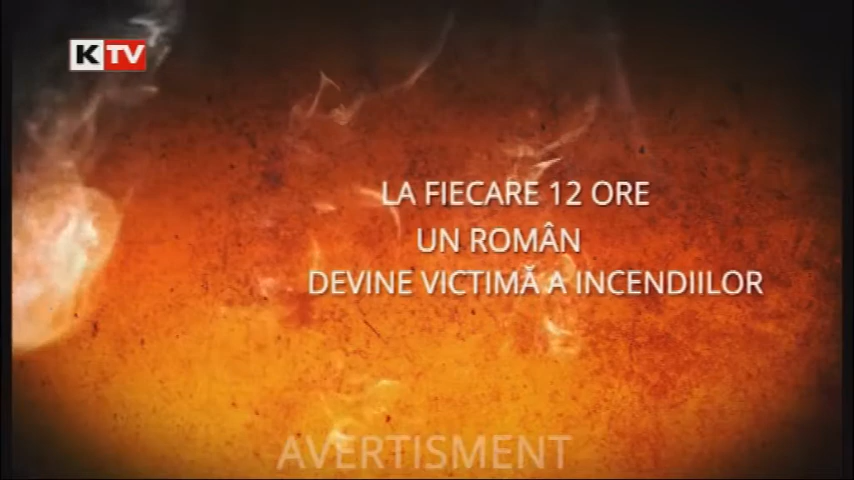 KTV
LA FIECARE 12 ORE
UN ROMÂN
DEVINE VICTIMĂ A INCENDIILOR
AVERTISMENT